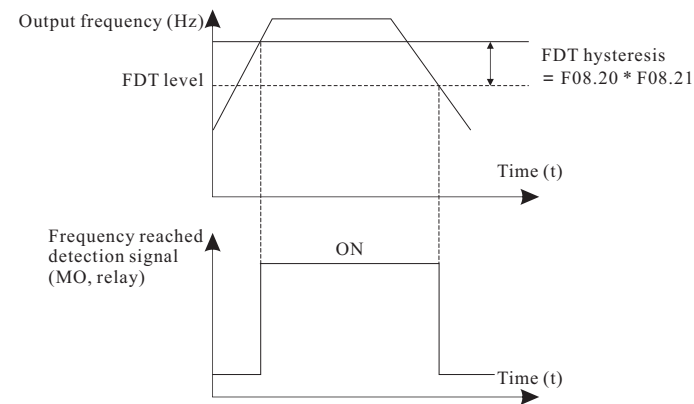 Output frequency (Hz)
FDT level
FDT hysteresis
= F08.20 * F08.21
Time (t)
Frequency reached
detection signal
(MO, relay)
ON
Time (t)